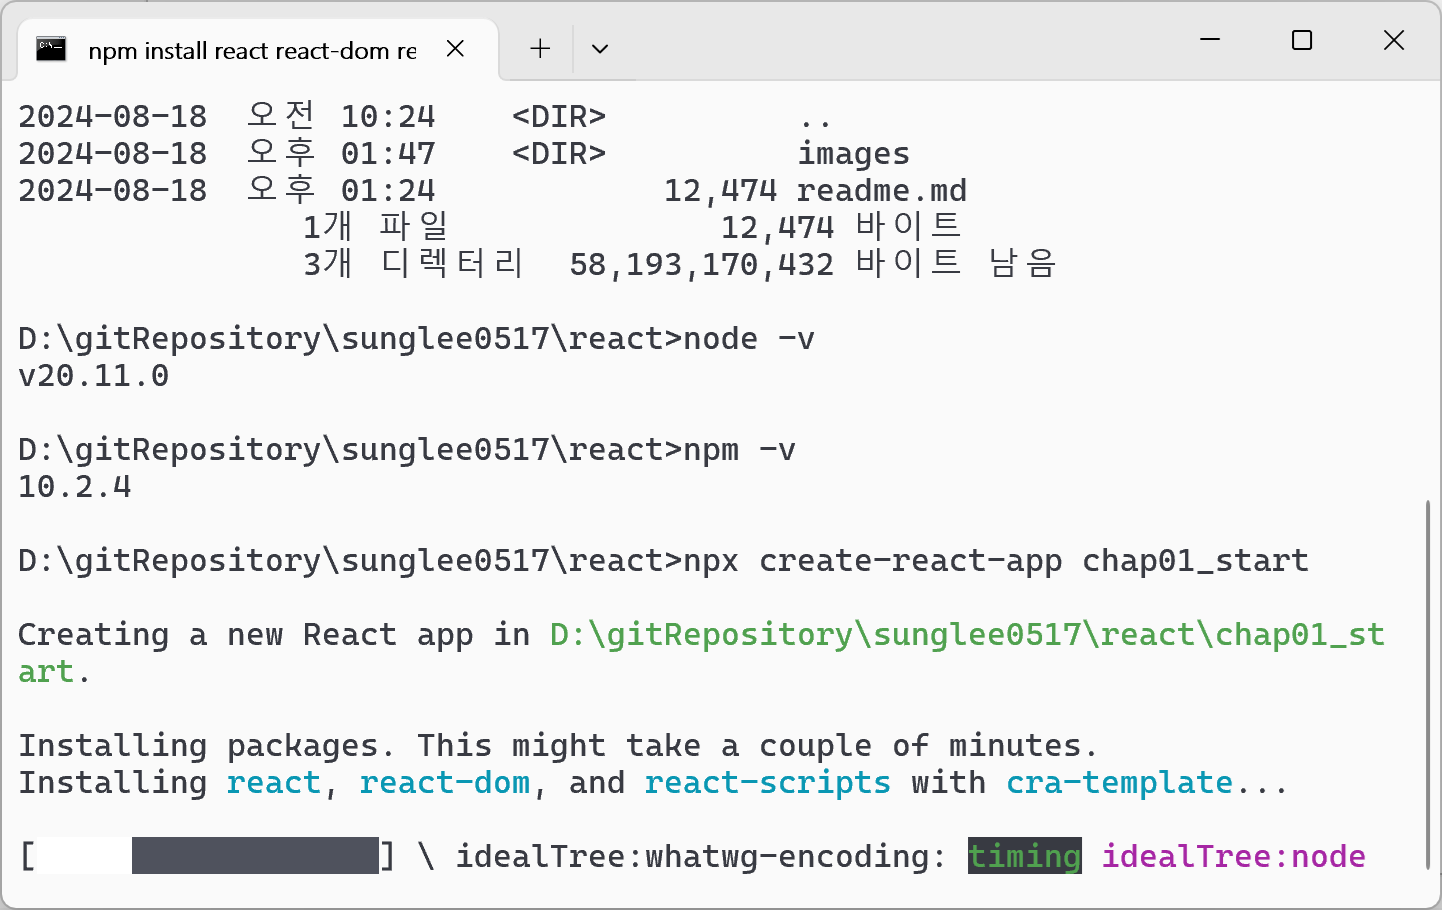 npm install react react-dom re
2024-08-18  오전 10:24    <DIR>          ..
2024-08-18  오후 01:47    <DIR>          images
2024-08-18  오후 01:24            12,474 readme.md
               1개 파일              12,474 바이트
               3개 디렉터리  58,193,170,432 바이트 남음
D:\gitRepository\sunglee0517\react>node -v
v20.11.0
D:\gitRepository\sunglee0517\react>npm -v
10.2.4
D:\gitRepository\sunglee0517\react>npx create-react-app chap01_start
Creating a new React app in D:\gitRepository\sunglee0517\react\chap01_st
art.
Installing packages. This might take a couple of minutes.
Installing react, react-dom, and react-scripts with cra-template...
[          ] \ idealTree:whatwg-encoding: timing idealTree:node